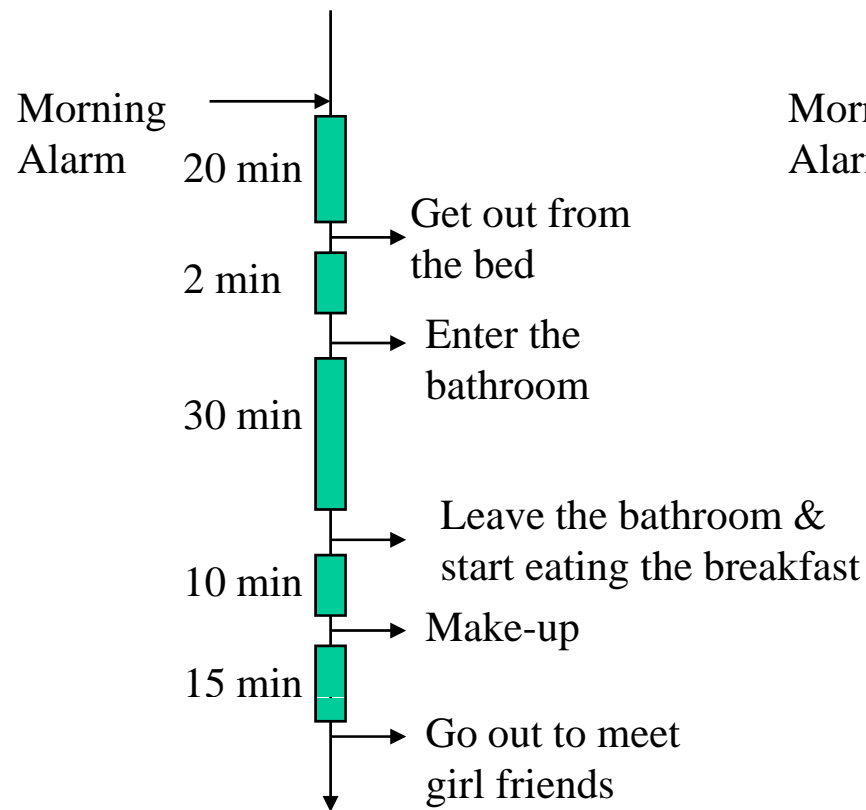 Morning
Alarm
20 min
Get out from
the bed
2 min
Enter the
bathroom
30 min
Leave the bathroom &
start eating the breakfast
10 min
Make-up
15 min
Go out to meet
girl friends